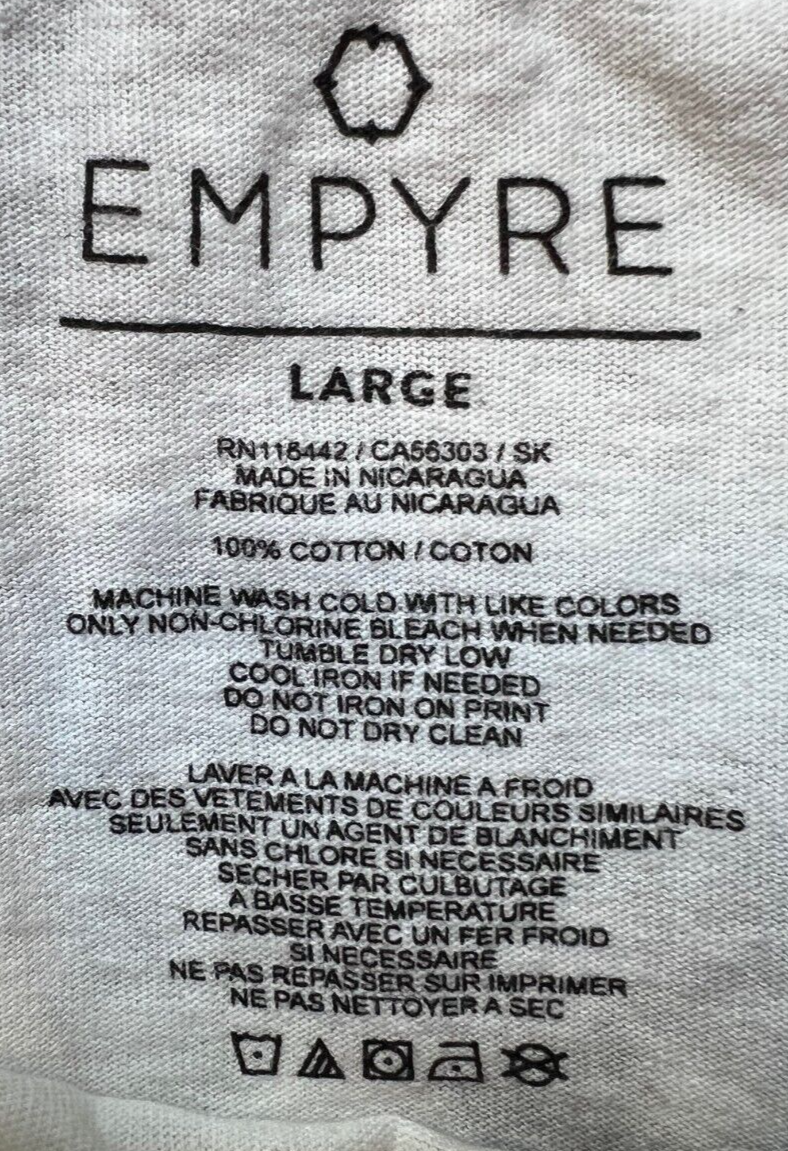 EMPYRE
LARGE
RN116442 / CA56303 / SK
MADE IN NICARAGUA
FABRIQUE AU NICARAGUA
100% COTTON / COTON
MACHINE WASH COLD WITH LIKE COLORS
ONLY NON-CHLORINE BLEACH WHEN NEEDED
TUMBLE DRY LOW
COOL IRON IF NEEDED
DO NOT IRON ON PRINT
DO NOT DRY CLEAN
LAVER A LA MACHINE A FROID
AVEC DES VETEMENTS DE COULEURS SIMILAIRES
SEULEMENT UN AGENT DE BLANCHIMENT
SANS CHLORE SI NECESSAIRE
SECHER PAR CULBUTAGE
A BASSE TEMPERATURE
REPASSER AVEC UN FER FROID
SI NECESSAIRE
NE PAS REPASSER SUR IMPRIMER
NE PAS NETTOYER A SEC